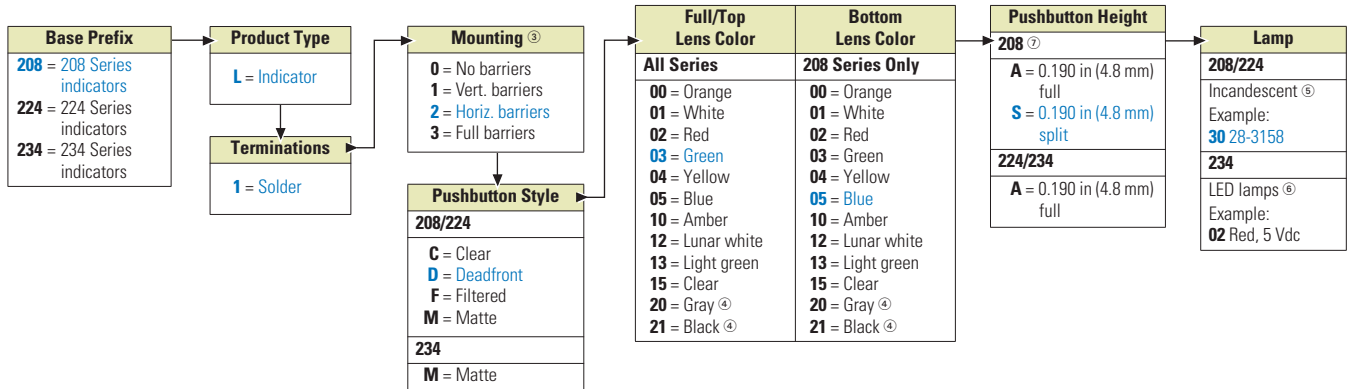 Base Prefix
208 = 208 Series
indicators
224 = 224 Series
indicators
234 = 234 Series
indicators
Product Type
L = Indicator
Terminations
1 = Solder
Mounting ③
0 = No barriers
1 = Vert. barriers
2 = Horiz. barriers
3 = Full barriers
Pushbutton Style
208/224
C = Clear
D = Deadfront
F = Filtered
M = Matte
234
M = Matte
Full/Top
Lens Color
All Series
00 = Orange
01 = White
02 = Red
03 = Green
04 = Yellow
05 = Blue
10 = Amber
12 = Lunar white
13 = Light green
15 = Clear
20 = Gray ④
21 = Black ④
Bottom
Lens Color
208 Series Only
00 = Orange
01 = White
02 = Red
03 = Green
04 = Yellow
05 = Blue
10 = Amber
12 = Lunar white
13 = Light green
15 = Clear
20 = Gray ④
21 = Black ④
Pushbutton Height
208 ⑦
A = 0.190 in (4.8 mm)
full
S = 0.190 in (4.8 mm)
split
224/234
A = 0.190 in (4.8 mm)
full
Lamp
208/224
Incandescent ⑤
Example:
30 28-3158
234
LED lamps ⑥
Example:
02 Red, 5 Vdc